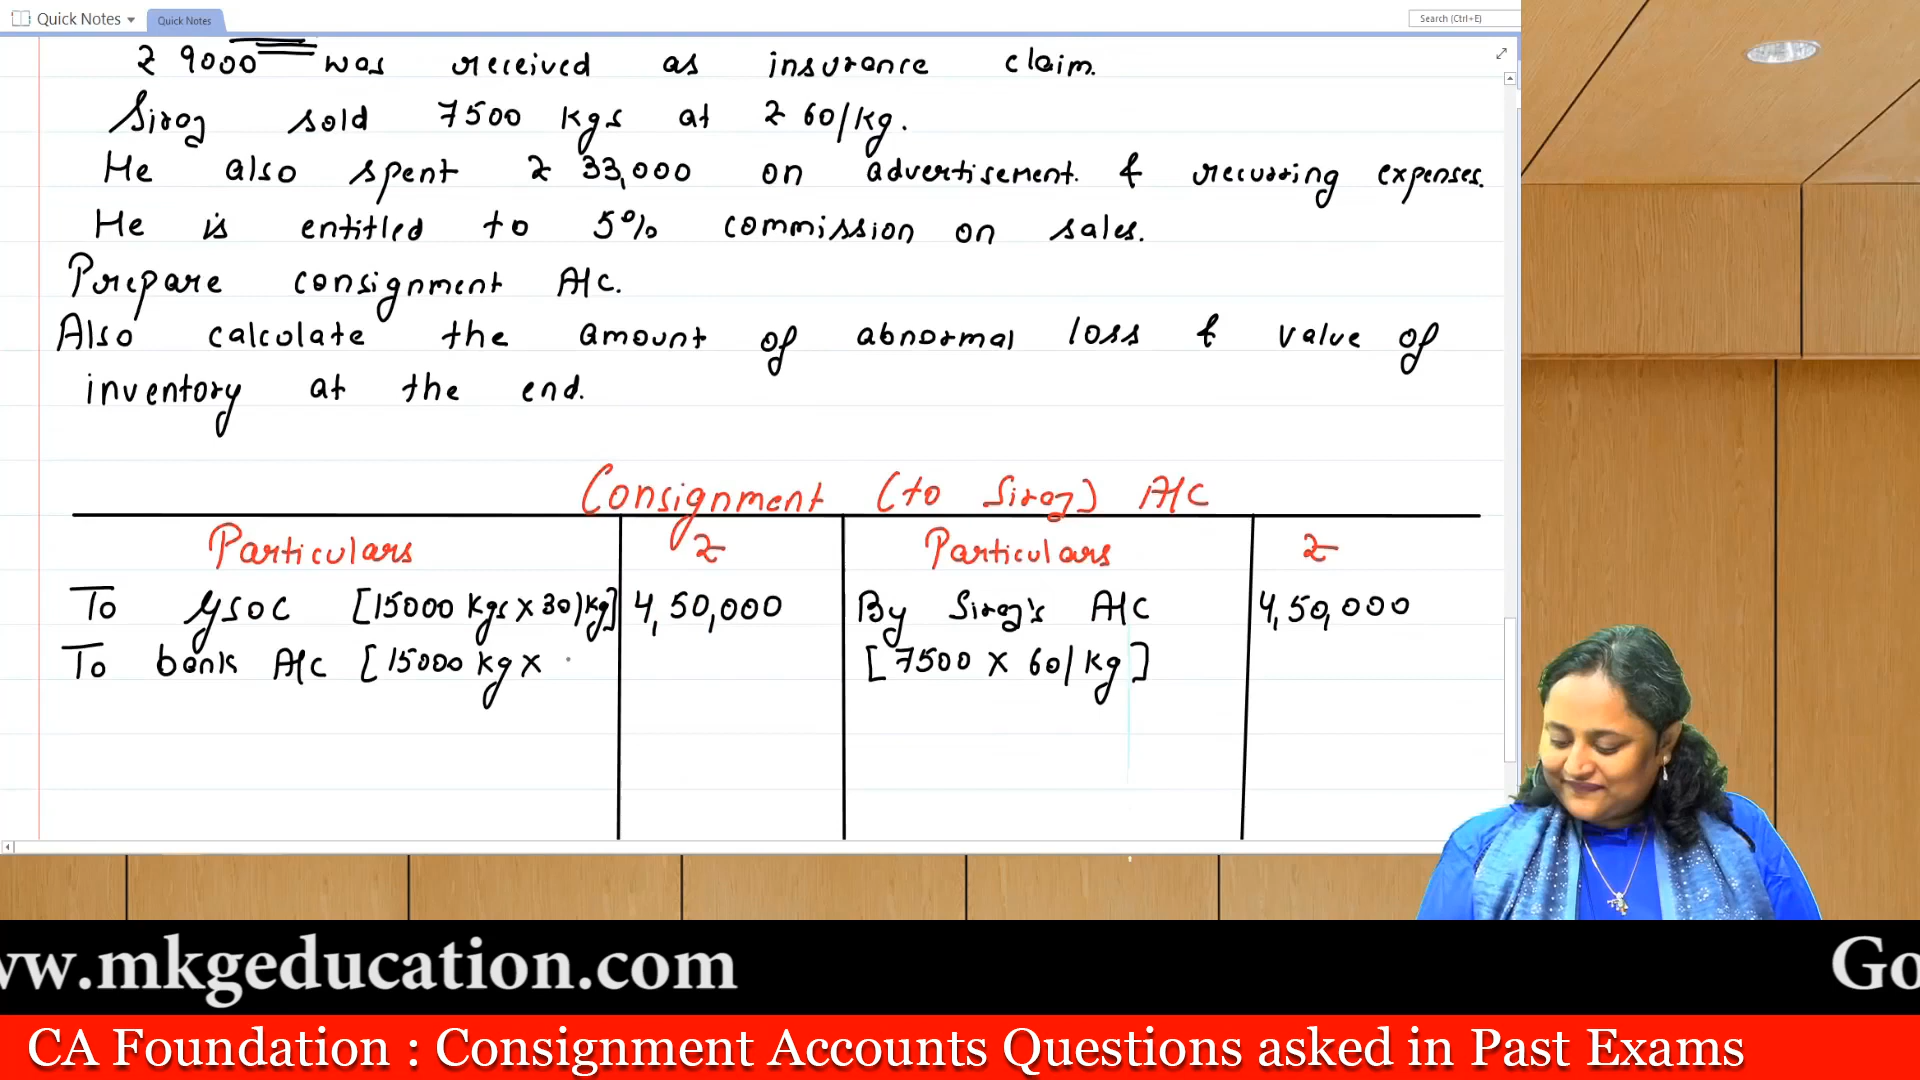 Quick Notes
Quick Notes
Search (Ctrl+E)
₹ 9000 was received as insurance claim.
Siroj sold 7500 kgs at ₹ 60/kg.
He also spent ₹ 33,000 on advertisement & recurring expenses.
He is entitled to 5% commission on sales.
Prepare consignment A/c.
Also calculate the amount of abnormal loss & value of
inventory at the end.
Consignment (to Siroj) A/C
Particulars ₹ Particulars ₹
To GSOC [15000 kgs x 30/kg] 4,50,000 By Siroj's A/C 4,50,000
To bank A/c [15000 kg x [7500 x 60/kg]
ww.mkgeducation.com Go
CA Foundation : Consignment Accounts Questions asked in Past Exams